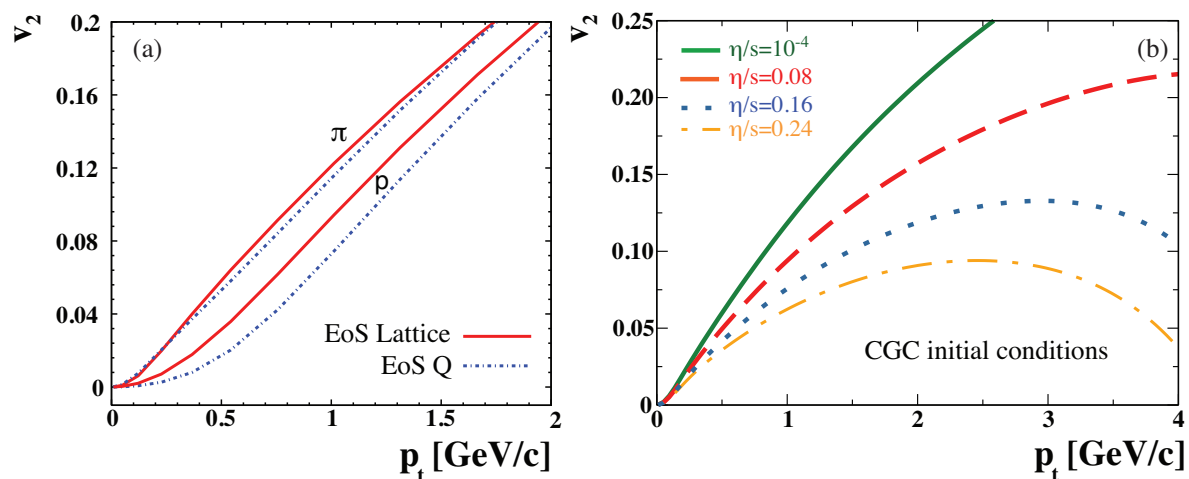 v₂
(a)
0.2
0.16
0.12
0.08
0.04
0
π
p
EoS Lattice
EoS Q
0 0.5 1 1.5 2
pₜ [GeV/c]
v₂
(b)
0.25
0.20
0.15
0.10
0.05
0
η/s=10⁻⁴
η/s=0.08
η/s=0.16
η/s=0.24
CGC initial conditions
0 1 2 3 4
pₜ [GeV/c]